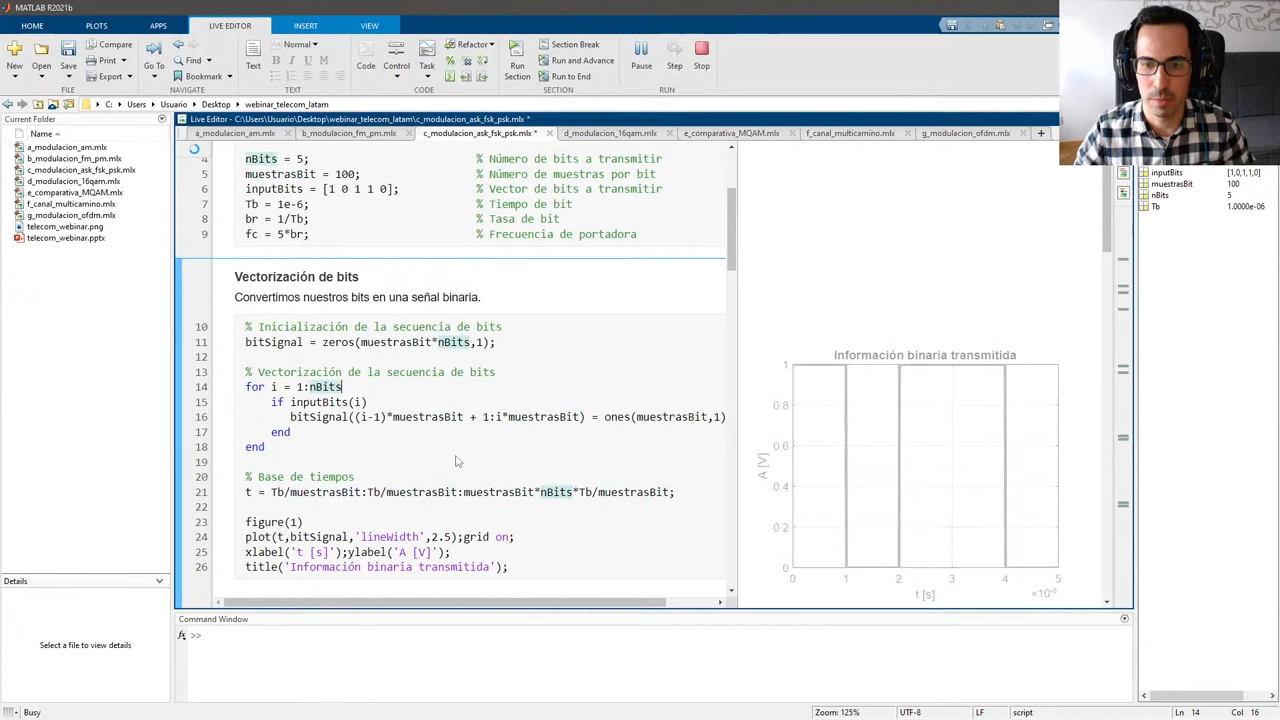 MATLAB R2021b
HOME PLOTS APPS LIVE EDITOR INSERT VIEW
New Open Save Compare Print Export Go To Find Bookmark Text Normal B I U M Code Control Task Refactor Run Section Section Break Run and Advance Run to End Pause Step Stop
FILE NAVIGATE TEXT CODE SECTION RUN
C: Users Usuario Desktop webinar_telecom_latam
Current Folder
Name
a_modulacion_am.mlx
b_modulacion_fm_pm.mlx
c_modulacion_ask_fsk_psk.mlx
d_modulacion_16qam.mlx
e_comparativa_MQAM.mlx
f_canal_multicamino.mlx
g_modulacion_ofdm.mlx
telecom_webinar.png
telecom_webinar.pptx
Details
Select a file to view details
Live Editor - C:\Users\Usuario\Desktop\webinar_telecom_latam\c_modulacion_ask_fsk_psk.mlx *
a_modulacion_am.mlx b_modulacion_fm_pm.mlx c_modulacion_ask_fsk_psk.mlx * d_modulacion_16qam.mlx e_comparativa_MQAM.mlx f_canal_multicamino.mlx g_modulacion_ofdm.mlx
4 nBits = 5; % Número de bits a transmitir
5 muestrasBit = 100; % Número de muestras por bit
6 inputBits = [1 0 1 1 0]; % Vector de bits a transmitir
7 Tb = 1e-6; % Tiempo de bit
8 br = 1/Tb; % Tasa de bit
9 fc = 5*br; % Frecuencia de portadora
Vectorización de bits
Convertimos nuestros bits en una señal binaria.
10 % Inicialización de la secuencia de bits
11 bitSignal = zeros(muestrasBit*nBits,1);
12
13 % Vectorización de la secuencia de bits
14 for i = 1:nBits
15 if inputBits(i)
16 bitSignal((i-1)*muestrasBit + 1:i*muestrasBit) = ones(muestrasBit,1)
17 end
18 end
19
20 % Base de tiempos
21 t = Tb/muestrasBit:Tb/muestrasBit:muestrasBit*nBits*Tb/muestrasBit;
22
23 figure(1)
24 plot(t,bitSignal,'lineWidth',2.5);grid on;
25 xlabel('t [s]');ylabel('A [V]');
26 title('Información binaria transmitida');
Información binaria transmitida
1
0.8
0.6
0.4
0.2
0
A [V]
0 1 2 3 4 5
t [s]
×10-6
inputBits [1,0,1,1,0]
muestrasBit 100
nBits 5
Tb 1.0000e-06
Command Window
fx >>
Busy
Zoom: 125% UTF-8 LF script Ln 14 Col 16